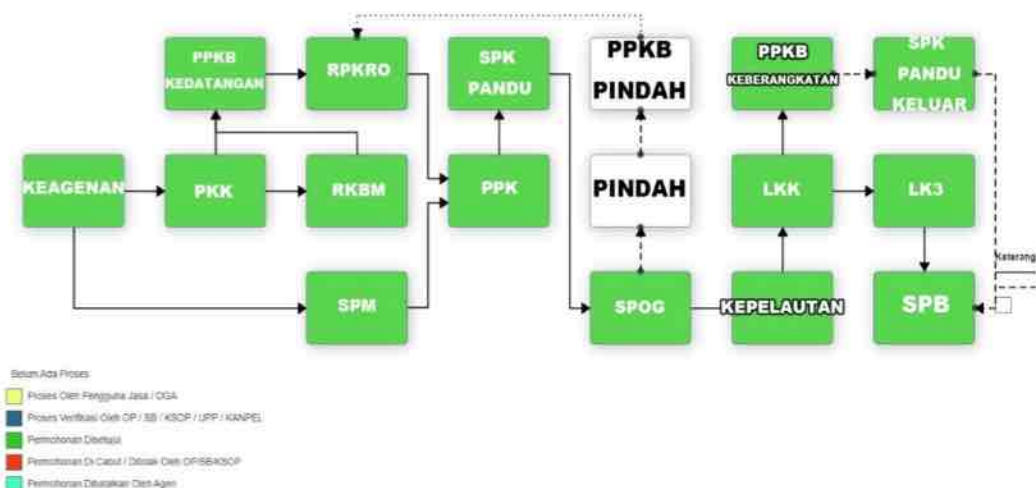 PPKB
KEDATANGAN
RPKRO
SPK
PANDU
PPKB
PINDAH
PPKB
KEBERANGKATAN
SPK
PANDU
KELUAR
KEAGENAN
PKK
RKBM
PPK
PINDAH
LKK
LK3
SPM
SPOG
KEPELAUTAN
SPB
Keterang
Belum Ada Proses
Proses Oleh Pengguna Jasa / OGA
Proses Verifikasi Oleh OP / SB / KSOP / UPP / KANPEL
Permohonan Disetujui
Permohonan Di Cabut / Ditolak Oleh OP/SB/KSOP
Permohonan Dibatalkan Oleh Agen